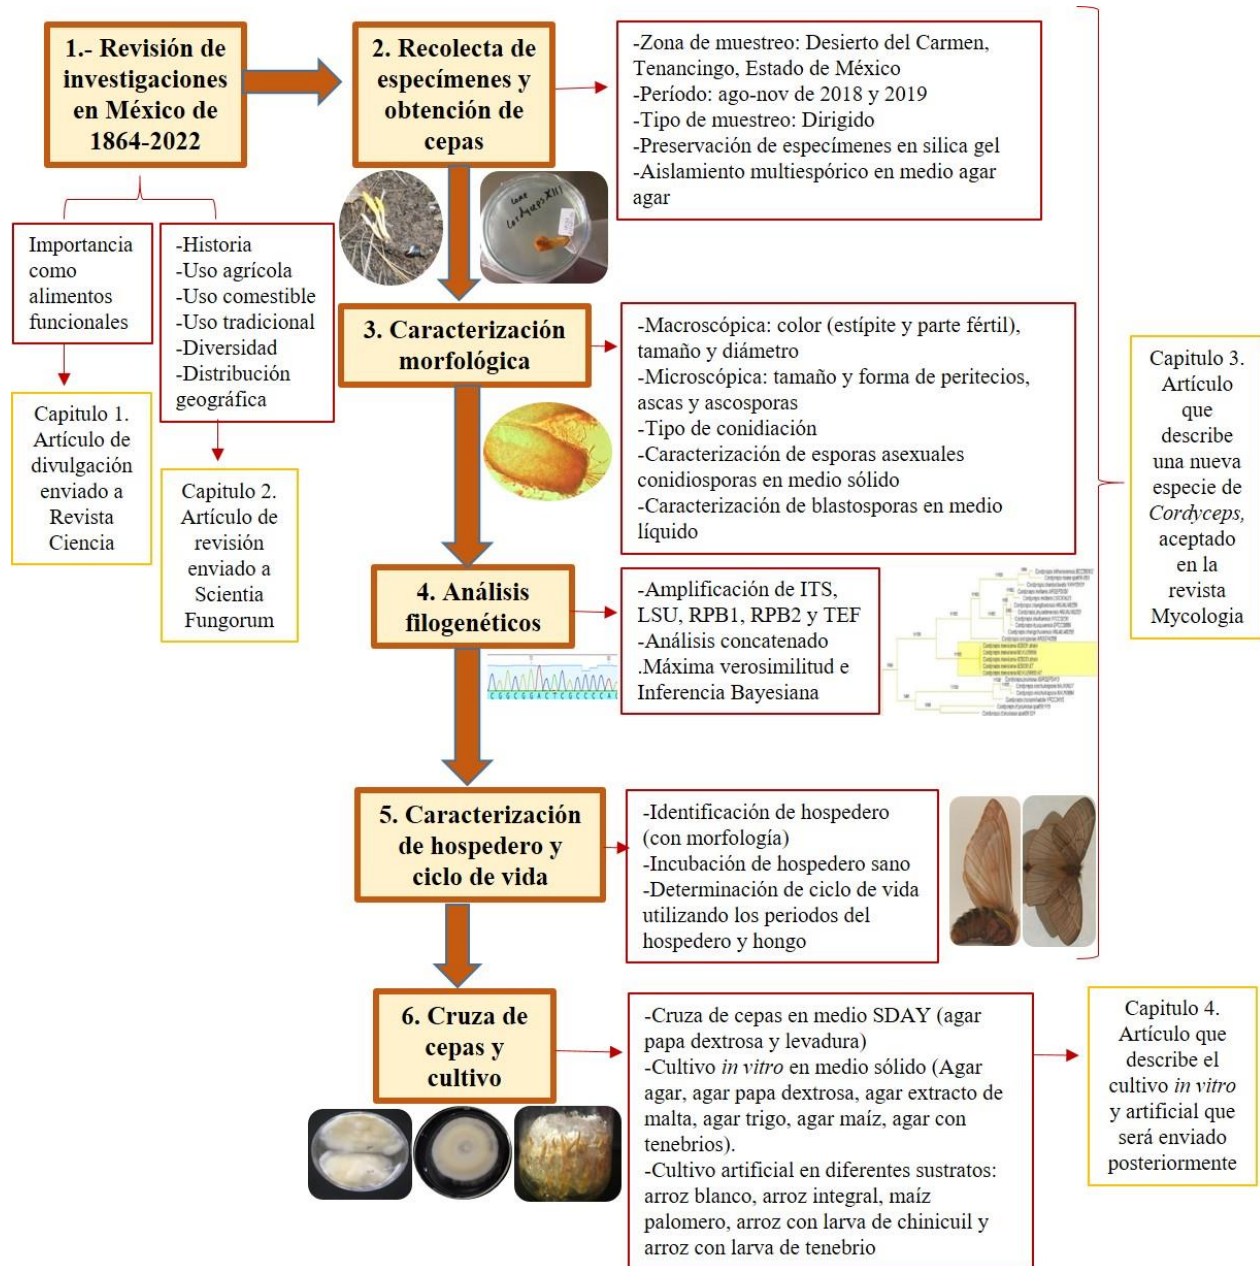 1.- Revisión de
investigaciones
en México de
1864-2022
2. Recolecta de
especímenes y
obtención de
cepas
-Zona de muestreo: Desierto del Carmen,
Tenancingo, Estado de México
-Período: ago-nov de 2018 y 2019
-Tipo de muestreo: Dirigido
-Preservación de especímenes en silica gel
-Aislamiento multiespórico en medio agar
agar
Importancia
como
alimentos
funcionales
-Historia
-Uso agrícola
-Uso comestible
-Uso tradicional
-Diversidad
-Distribución
geográfica
Capitulo 1.
Artículo de
divulgación
enviado a
Revista
Ciencia
Capitulo 2.
Artículo de
revisión
enviado a
Scientia
Fungorum
Cordyceps XIII
3. Caracterización
morfológica
-Macroscópica: color (estípite y parte fértil),
tamaño y diámetro
-Microscópica: tamaño y forma de peritecios,
ascas y ascosporas
-Tipo de conidiación
-Caracterización de esporas asexuales
conidiosporas en medio sólido
-Caracterización de blastosporas en medio
líquido
Capitulo 3.
Artículo
que
describe
una nueva
especie de
Cordyceps,
aceptado
en la
revista
Mycologia
4. Análisis
filogenéticos
-Amplificación de ITS,
LSU, RPB1, RPB2 y TEF
-Análisis concatenado
.Máxima verosimilitud e
Inferencia Bayesiana
C G G C G G A C T C G C C C C A G
5. Caracterización
de hospedero y
ciclo de vida
-Identificación de hospedero
(con morfología)
-Incubación de hospedero sano
-Determinación de ciclo de vida
utilizando los periodos del
hospedero y hongo
6. Cruza de
cepas y
cultivo
-Cruza de cepas en medio SDAY (agar
papa dextrosa y levadura)
-Cultivo in vitro en medio sólido (Agar
agar, agar papa dextrosa, agar extracto de
malta, agar trigo, agar maíz, agar con
tenebrios).
-Cultivo artificial en diferentes sustratos:
arroz blanco, arroz integral, maíz
palomero, arroz con larva de chinicuil y
arroz con larva de tenebrio
Capitulo 4.
Artículo que
describe el
cultivo in vitro
y artificial que
será enviado
posteriormente